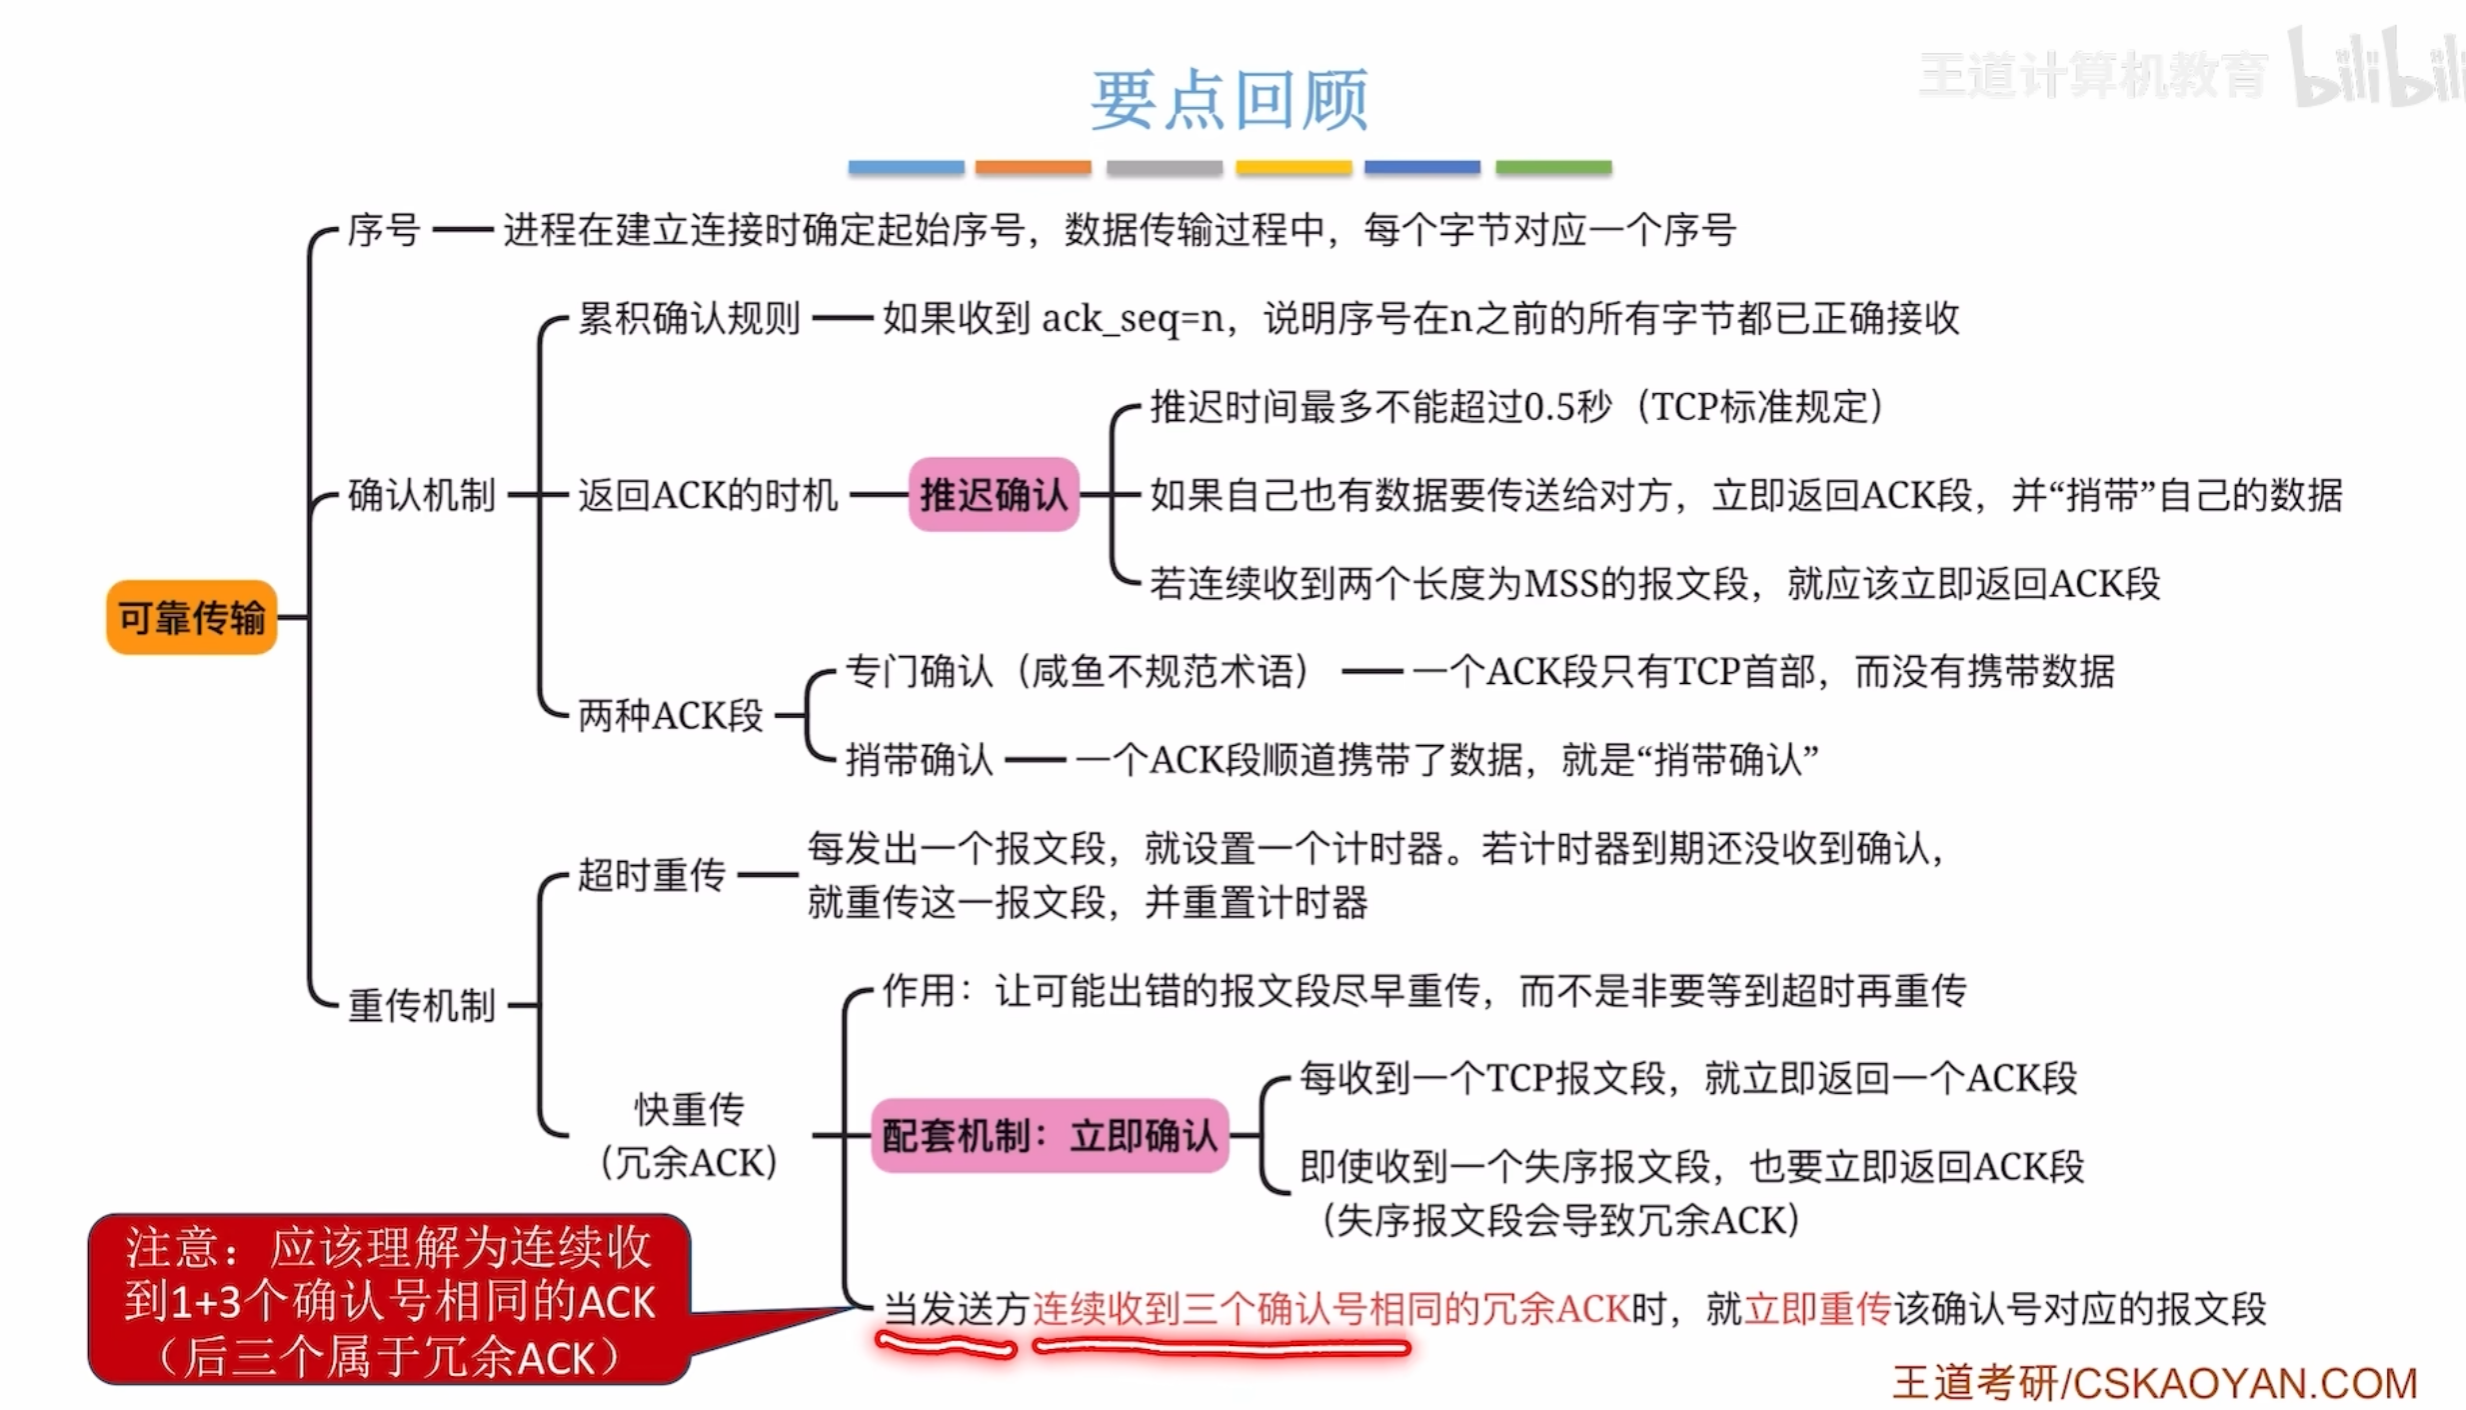 王道计算机教育 bilibili
要点回顾
序号
进程在建立连接时确定起始序号，数据传输过程中，每个字节对应一个序号
累积确认规则
如果收到 ack_seq=n，说明序号在n之前的所有字节都已正确接收
推迟时间最多不能超过0.5秒（TCP标准规定）
确认机制
返回ACK的时机
推迟确认
如果自己也有数据要传送给对方，立即返回ACK段，并“捎带”自己的数据
若连续收到两个长度为MSS的报文段，就应该立即返回ACK段
可靠传输
专门确认（咸鱼不规范术语）
一个ACK段只有TCP首部，而没有携带数据
两种ACK段
捎带确认
一个ACK段顺道携带了数据，就是“捎带确认”
超时重传
每发出一个报文段，就设置一个计时器。若计时器到期还没收到确认，
就重传这一报文段，并重置计时器
重传机制
作用：让可能出错的报文段尽早重传，而不是非要等到超时再重传
快重传
（冗余ACK）
配套机制：立即确认
每收到一个TCP报文段，就立即返回一个ACK段
即使收到一个失序报文段，也要立即返回ACK段
（失序报文段会导致冗余ACK）
当发送方连续收到三个确认号相同的冗余ACK时，就立即重传该确认号对应的报文段
注意：应该理解为连续收
到1+3个确认号相同的ACK
（后三个属于冗余ACK）
王道考研/CSKAOYAN.COM